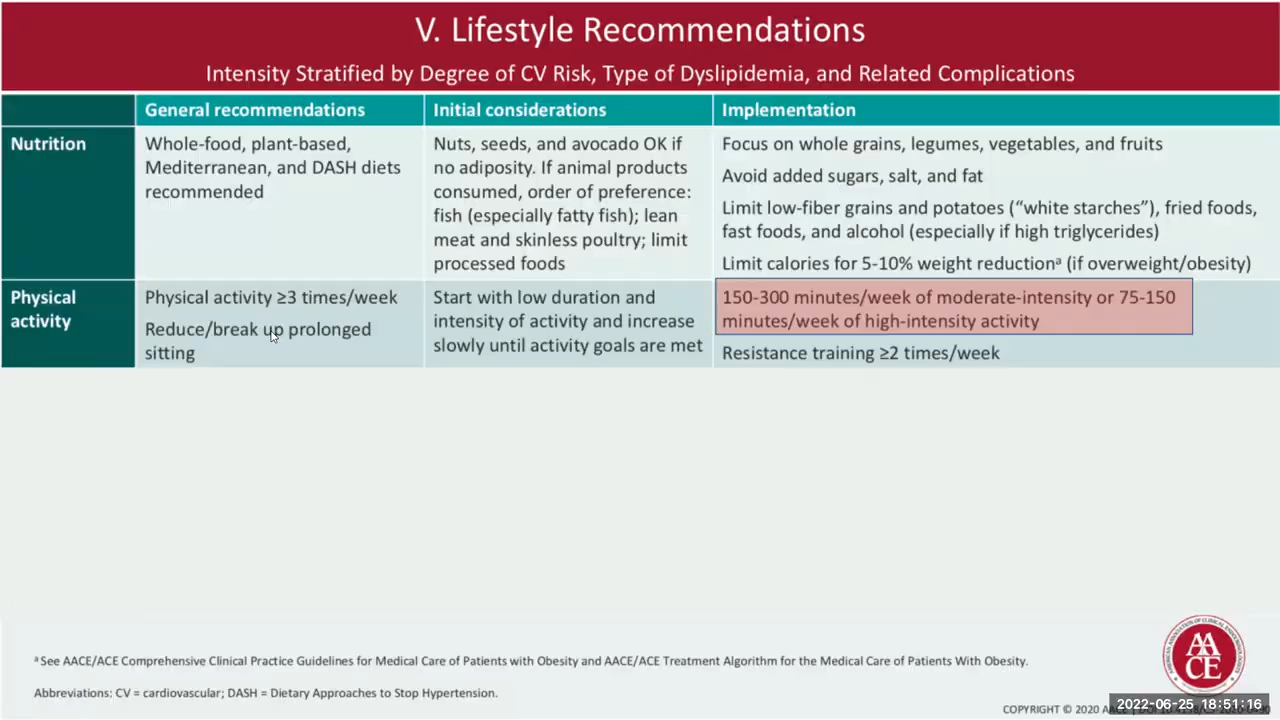 V. Lifestyle Recommendations
Intensity Stratified by Degree of CV Risk, Type of Dyslipidemia, and Related Complications
General recommendations
Initial considerations
Implementation
Nutrition
Whole-food, plant-based,
Mediterranean, and DASH diets
recommended
Nuts, seeds, and avocado OK if
no adiposity. If animal products
consumed, order of preference:
fish (especially fatty fish); lean
meat and skinless poultry; limit
processed foods
Focus on whole grains, legumes, vegetables, and fruits
Avoid added sugars, salt, and fat
Limit low-fiber grains and potatoes (“white starches”), fried foods,
fast foods, and alcohol (especially if high triglycerides)
Limit calories for 5-10% weight reductionᵃ (if overweight/obesity)
Physical
activity
Physical activity ≥3 times/week
Reduce/break up prolonged
sitting
Start with low duration and
intensity of activity and increase
slowly until activity goals are met
150-300 minutes/week of moderate-intensity or 75-150
minutes/week of high-intensity activity
Resistance training ≥2 times/week
ᵃ See AACE/ACE Comprehensive Clinical Practice Guidelines for Medical Care of Patients with Obesity and AACE/ACE Treatment Algorithm for the Medical Care of Patients With Obesity.
Abbreviations: CV = cardiovascular; DASH = Dietary Approaches to Stop Hypertension.
AA
CE
COPYRIGHT © 2020
2022-06-25 18:51:16